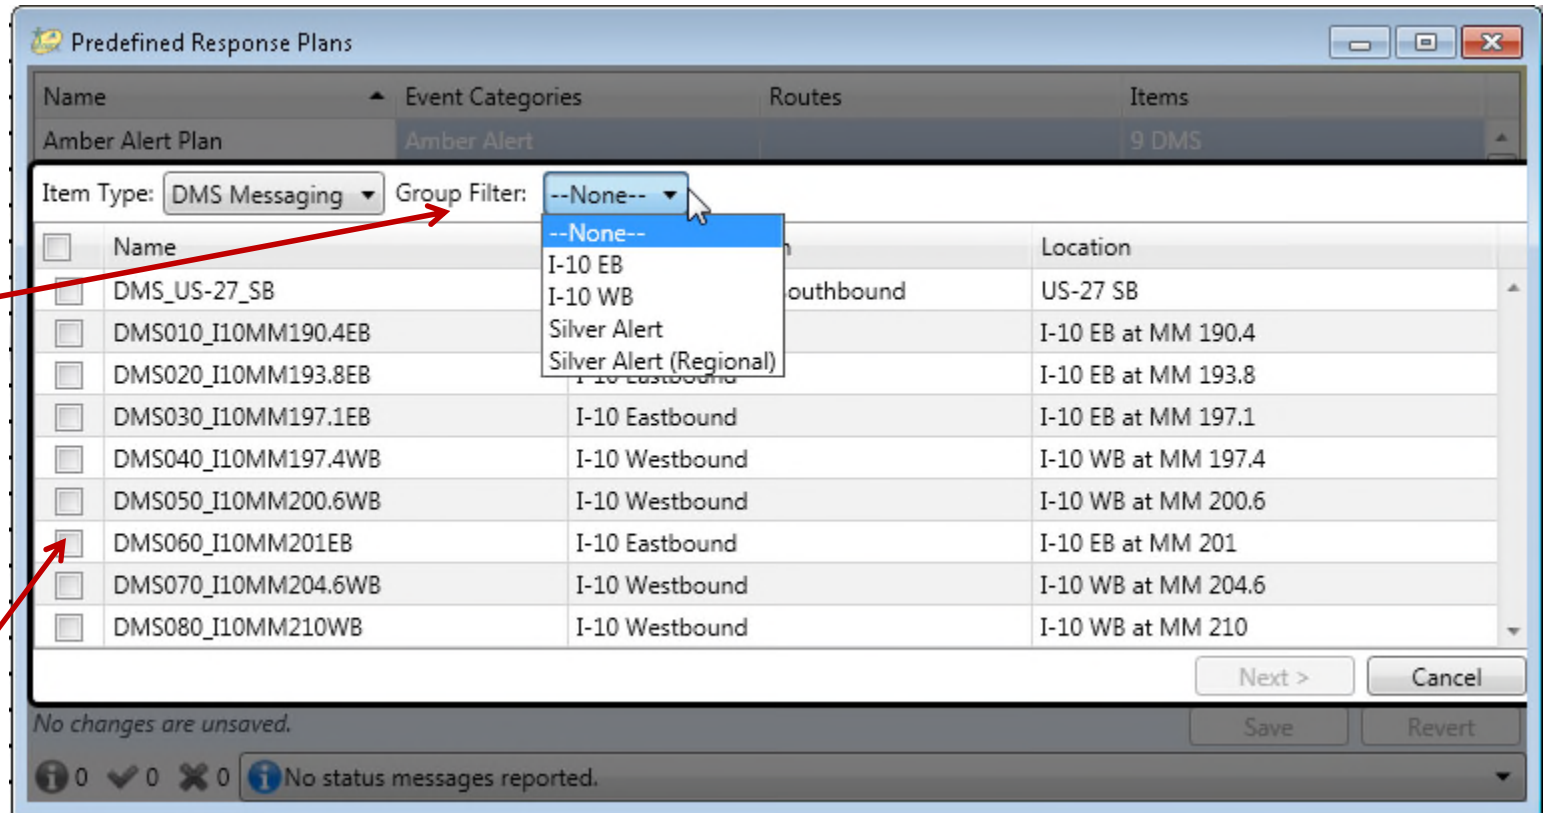 Predefined Response Plans
Name Event Categories Routes Items
Amber Alert Plan Amber Alert 9 DMS
Item Type: DMS Messaging Group Filter: --None--
--None--
I-10 EB
I-10 WB
Silver Alert
Silver Alert (Regional)
Name Location
DMS_US-27_SB outhbound US-27 SB
DMS010_I10MM190.4EB I-10 EB at MM 190.4
DMS020_I10MM193.8EB I-10 Eastbound I-10 EB at MM 193.8
DMS030_I10MM197.1EB I-10 Eastbound I-10 EB at MM 197.1
DMS040_I10MM197.4WB I-10 Westbound I-10 WB at MM 197.4
DMS050_I10MM200.6WB I-10 Westbound I-10 WB at MM 200.6
DMS060_I10MM201EB I-10 Eastbound I-10 EB at MM 201
DMS070_I10MM204.6WB I-10 Westbound I-10 WB at MM 204.6
DMS080_I10MM210WB I-10 Westbound I-10 WB at MM 210
Next > Cancel
No changes are unsaved. Save Revert
0 0 0 No status messages reported.